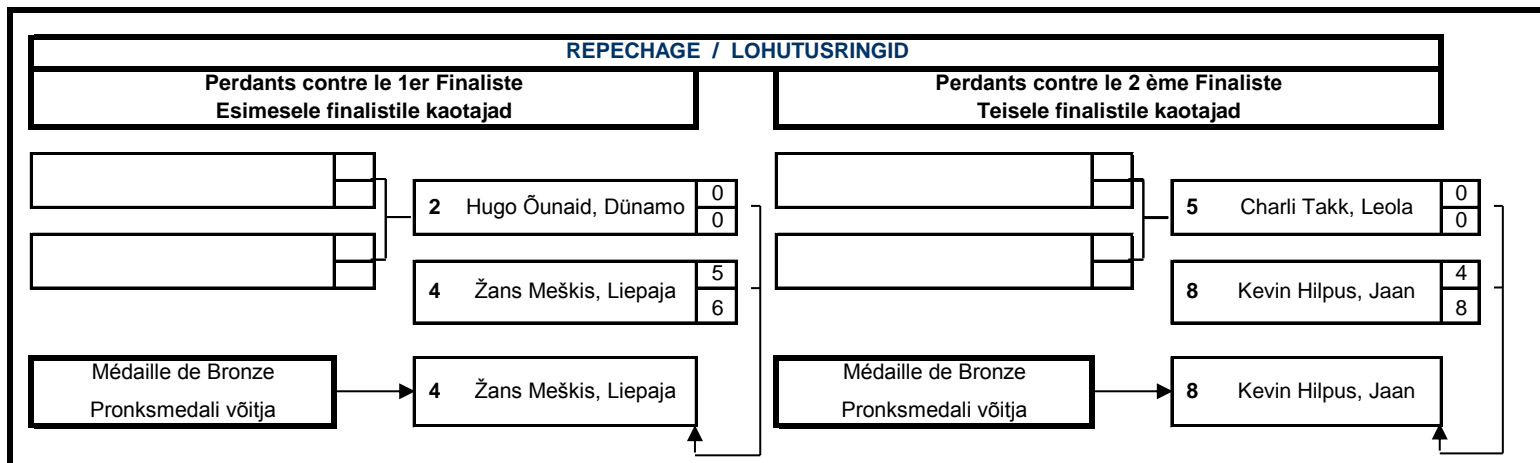 REPECHAGE / LOHUTUSRINGID
Perdants contre le 1er Finaliste
Esimesele finalistile kaotajad
Perdants contre le 2 ème Finaliste
Teisele finalistile kaotajad
2 Hugo Õunaid, Dünamo 0
0
4 Žans Meškis, Liepaja 5
6
Médaille de Bronze
Pronksmedali võitja
4 Žans Meškis, Liepaja
5 Charli Takk, Leola 0
0
8 Kevin Hilpus, Jaan 4
8
Médaille de Bronze
Pronksmedali võitja
8 Kevin Hilpus, Jaan